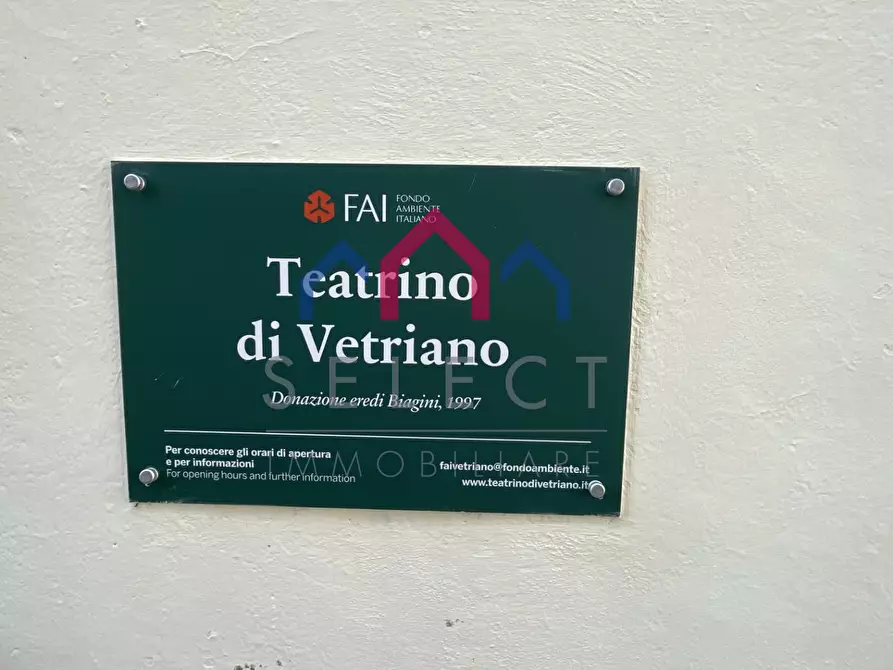 FAI
FONDO
AMBIENTE
ITALIANO
Teatrino
di Vetriano
Donazione eredi Biagini, 1997
SELECT
IMMOBILIARE
Per conoscere gli orari di apertura
e per informazioni
For opening hours and further information
faivetriano@fondoambiente.it
www.teatrinodivetriano.it